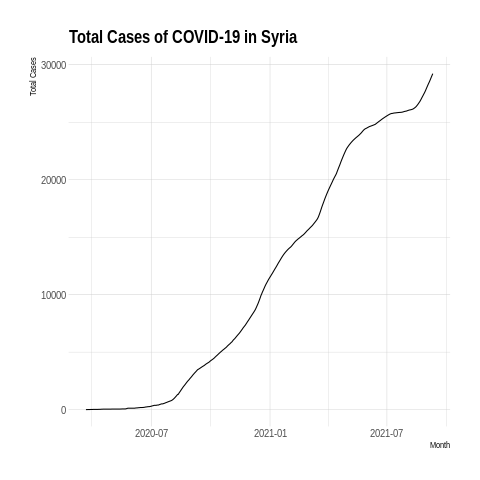 Total Cases of COVID-19 in Syria
Total Cases
30000
20000
10000
0
2020-07 2021-01 2021-07
Month